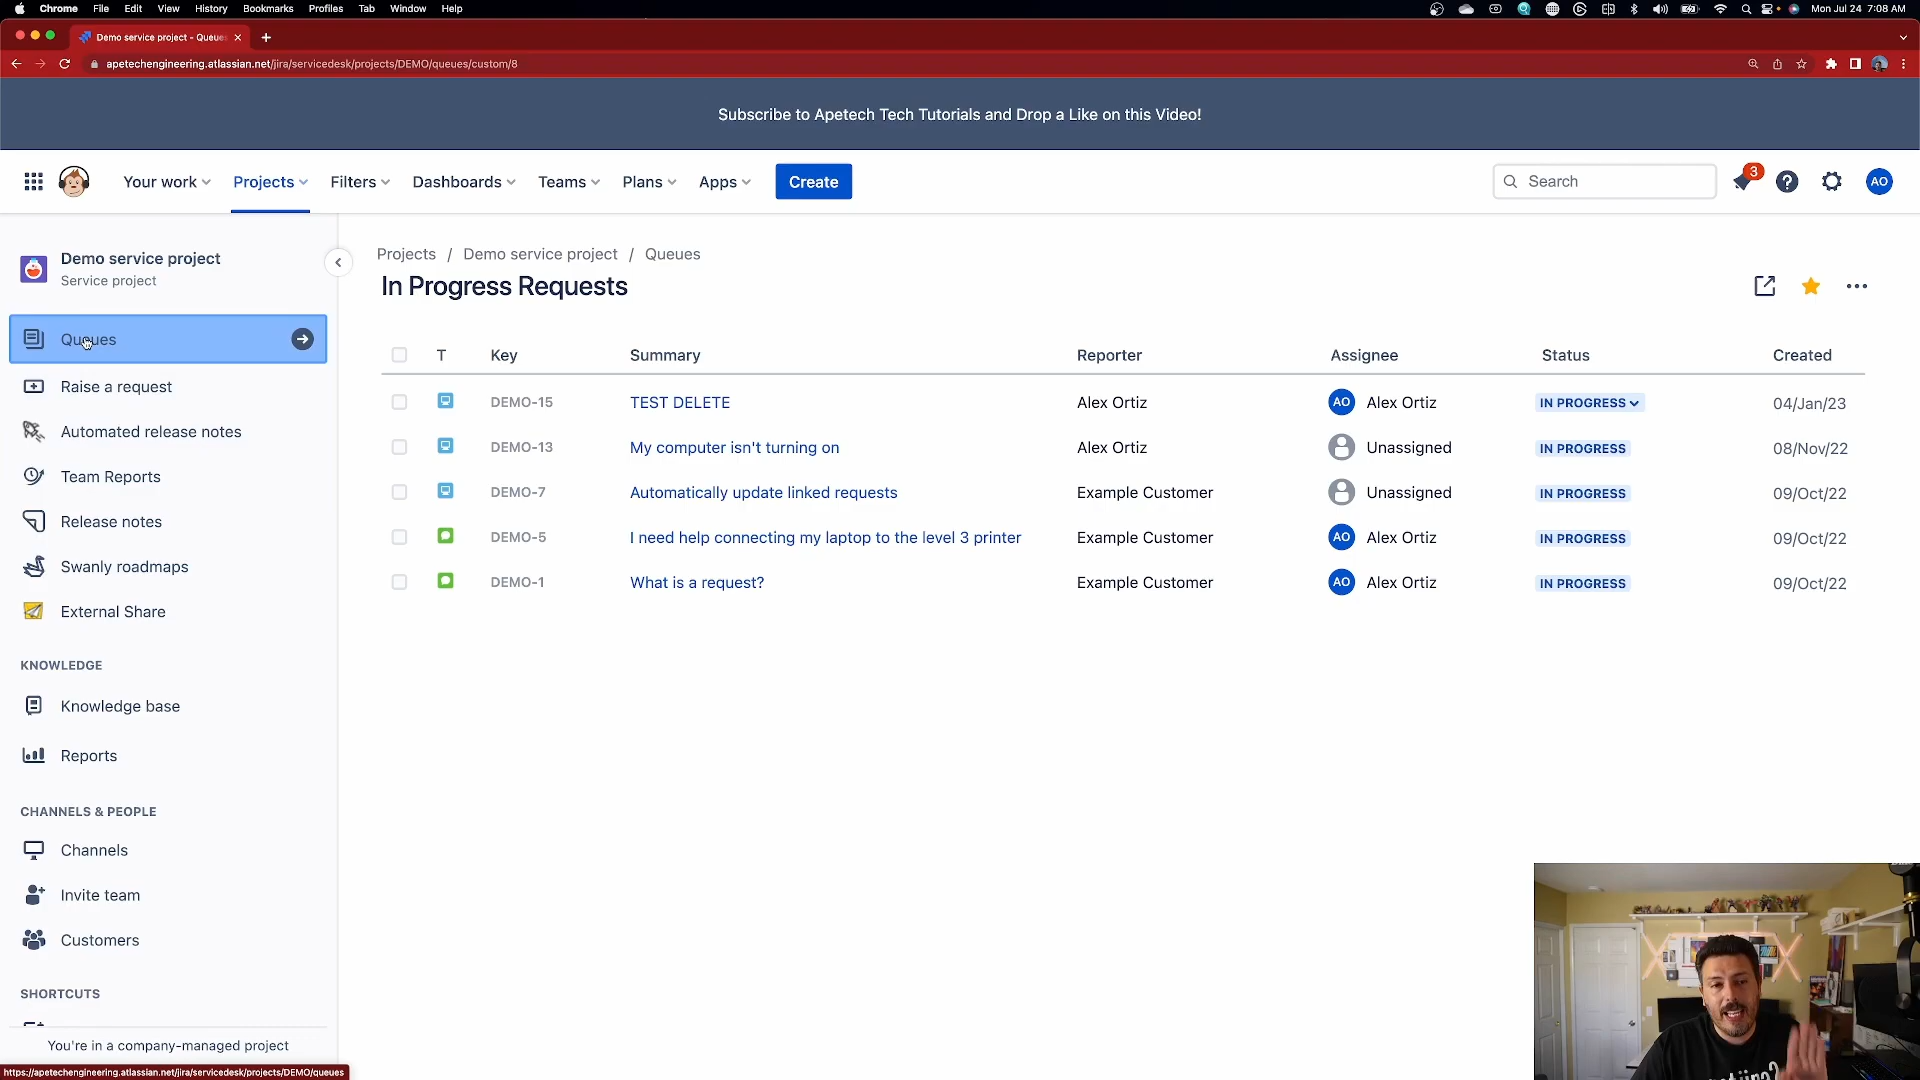 Chrome File Edit View History Bookmarks Profiles Tab Window Help Mon Jul 24 7:08 AM
Demo service project - Queue
apetechengineering.atlassian.net/jira/servicedesk/projects/DEMO/queues/custom/8
Subscribe to Apetech Tech Tutorials and Drop a Like on this Video!
Your work Projects Filters Dashboards Teams Plans Apps Create Search 3 AO
Demo service project
Service project
Queues
Raise a request
Automated release notes
Team Reports
Release notes
Swanly roadmaps
External Share
KNOWLEDGE
Knowledge base
Reports
CHANNELS & PEOPLE
Channels
Invite team
Customers
SHORTCUTS
You're in a company-managed project
https://apetechengineering.atlassian.net/jira/servicedesk/projects/DEMO/queues
Projects / Demo service project / Queues
In Progress Requests
T Key Summary Reporter Assignee Status Created
DEMO-15 TEST DELETE Alex Ortiz AO Alex Ortiz IN PROGRESS 04/Jan/23
DEMO-13 My computer isn't turning on Alex Ortiz Unassigned IN PROGRESS 08/Nov/22
DEMO-7 Automatically update linked requests Example Customer Unassigned IN PROGRESS 09/Oct/22
DEMO-5 I need help connecting my laptop to the level 3 printer Example Customer AO Alex Ortiz IN PROGRESS 09/Oct/22
DEMO-1 What is a request? Example Customer AO Alex Ortiz IN PROGRESS 09/Oct/22